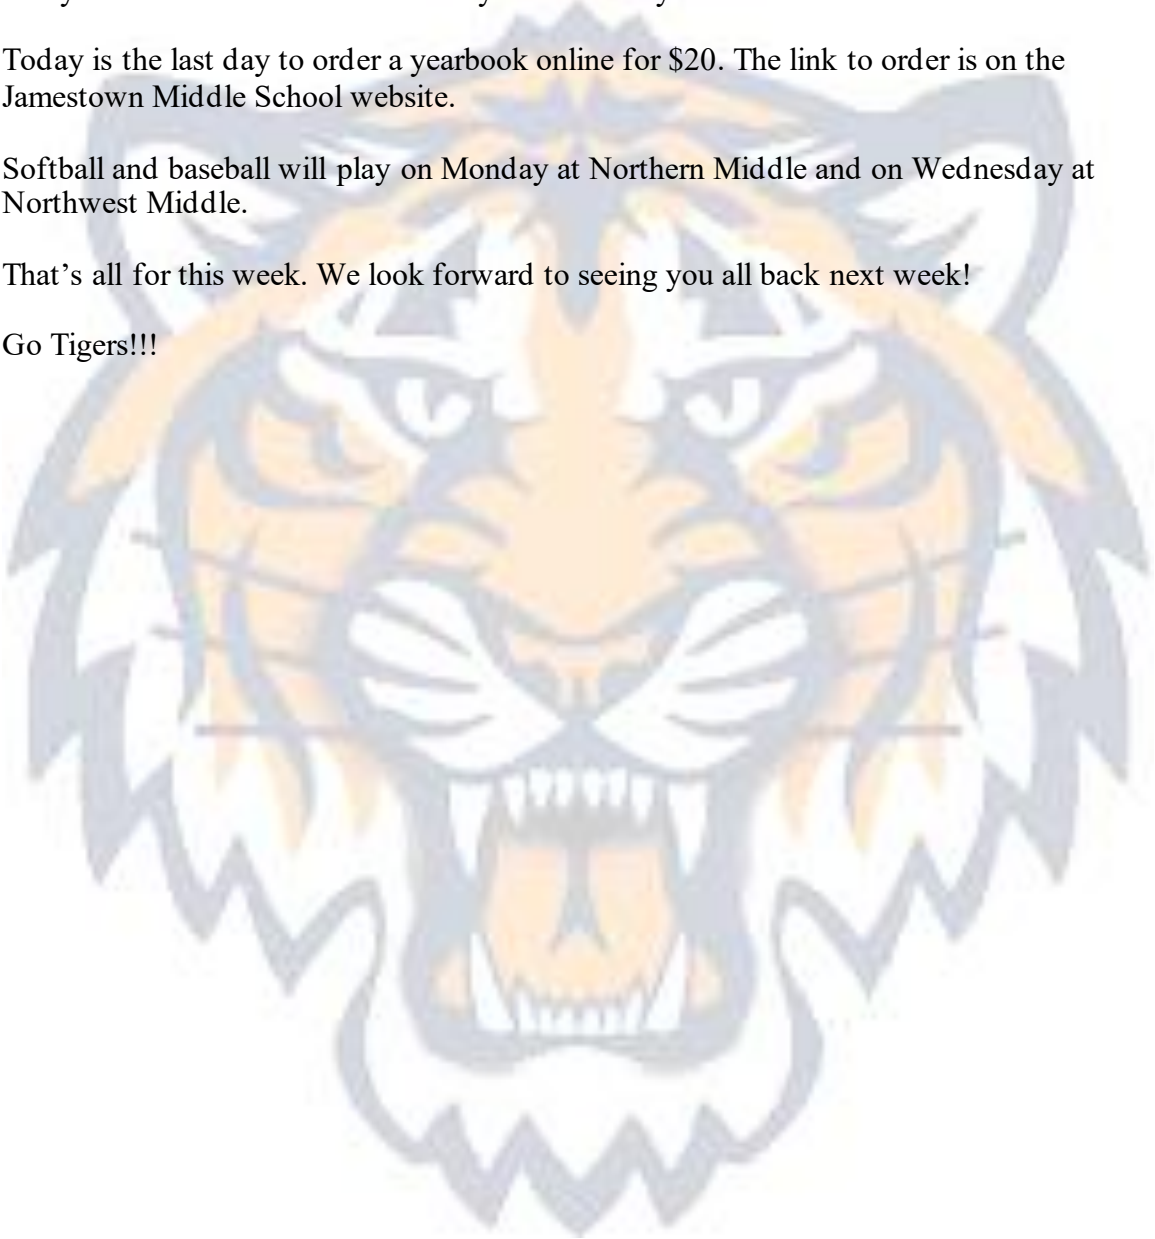 Today is the last day to order a yearbook online for $20. The link to order is on the
Jamestown Middle School website.
Softball and baseball will play on Monday at Northern Middle and on Wednesday at
Northwest Middle.
That’s all for this week. We look forward to seeing you all back next week!
Go Tigers!!!